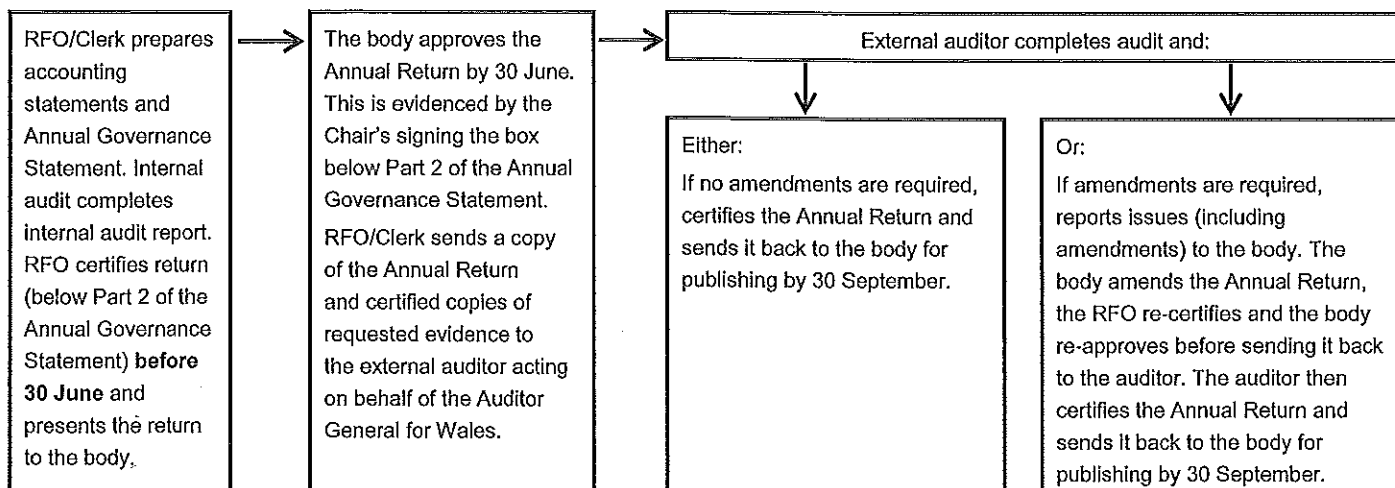 RFO/Clerk prepares
accounting
statements and
Annual Governance
Statement. Internal
audit completes
internal audit report.
RFO certifies return
(below Part 2 of the
Annual Governance
Statement) before
30 June and
presents the return
to the body,
The body approves the
Annual Return by 30 June.
This is evidenced by the
Chair's signing the box
below Part 2 of the Annual
Governance Statement.
RFO/Clerk sends a copy
of the Annual Return
and certified copies of
requested evidence to
the external auditor acting
on behalf of the Auditor
General for Wales.
External auditor completes audit and:
Either:
If no amendments are required,
certifies the Annual Return and
sends it back to the body for
publishing by 30 September.
Or:
If amendments are required,
reports issues (including
amendments) to the body. The
body amends the Annual Return,
the RFO re-certifies and the body
re-approves before sending it back
to the auditor. The auditor then
certifies the Annual Return and
sends it back to the body for
publishing by 30 September.